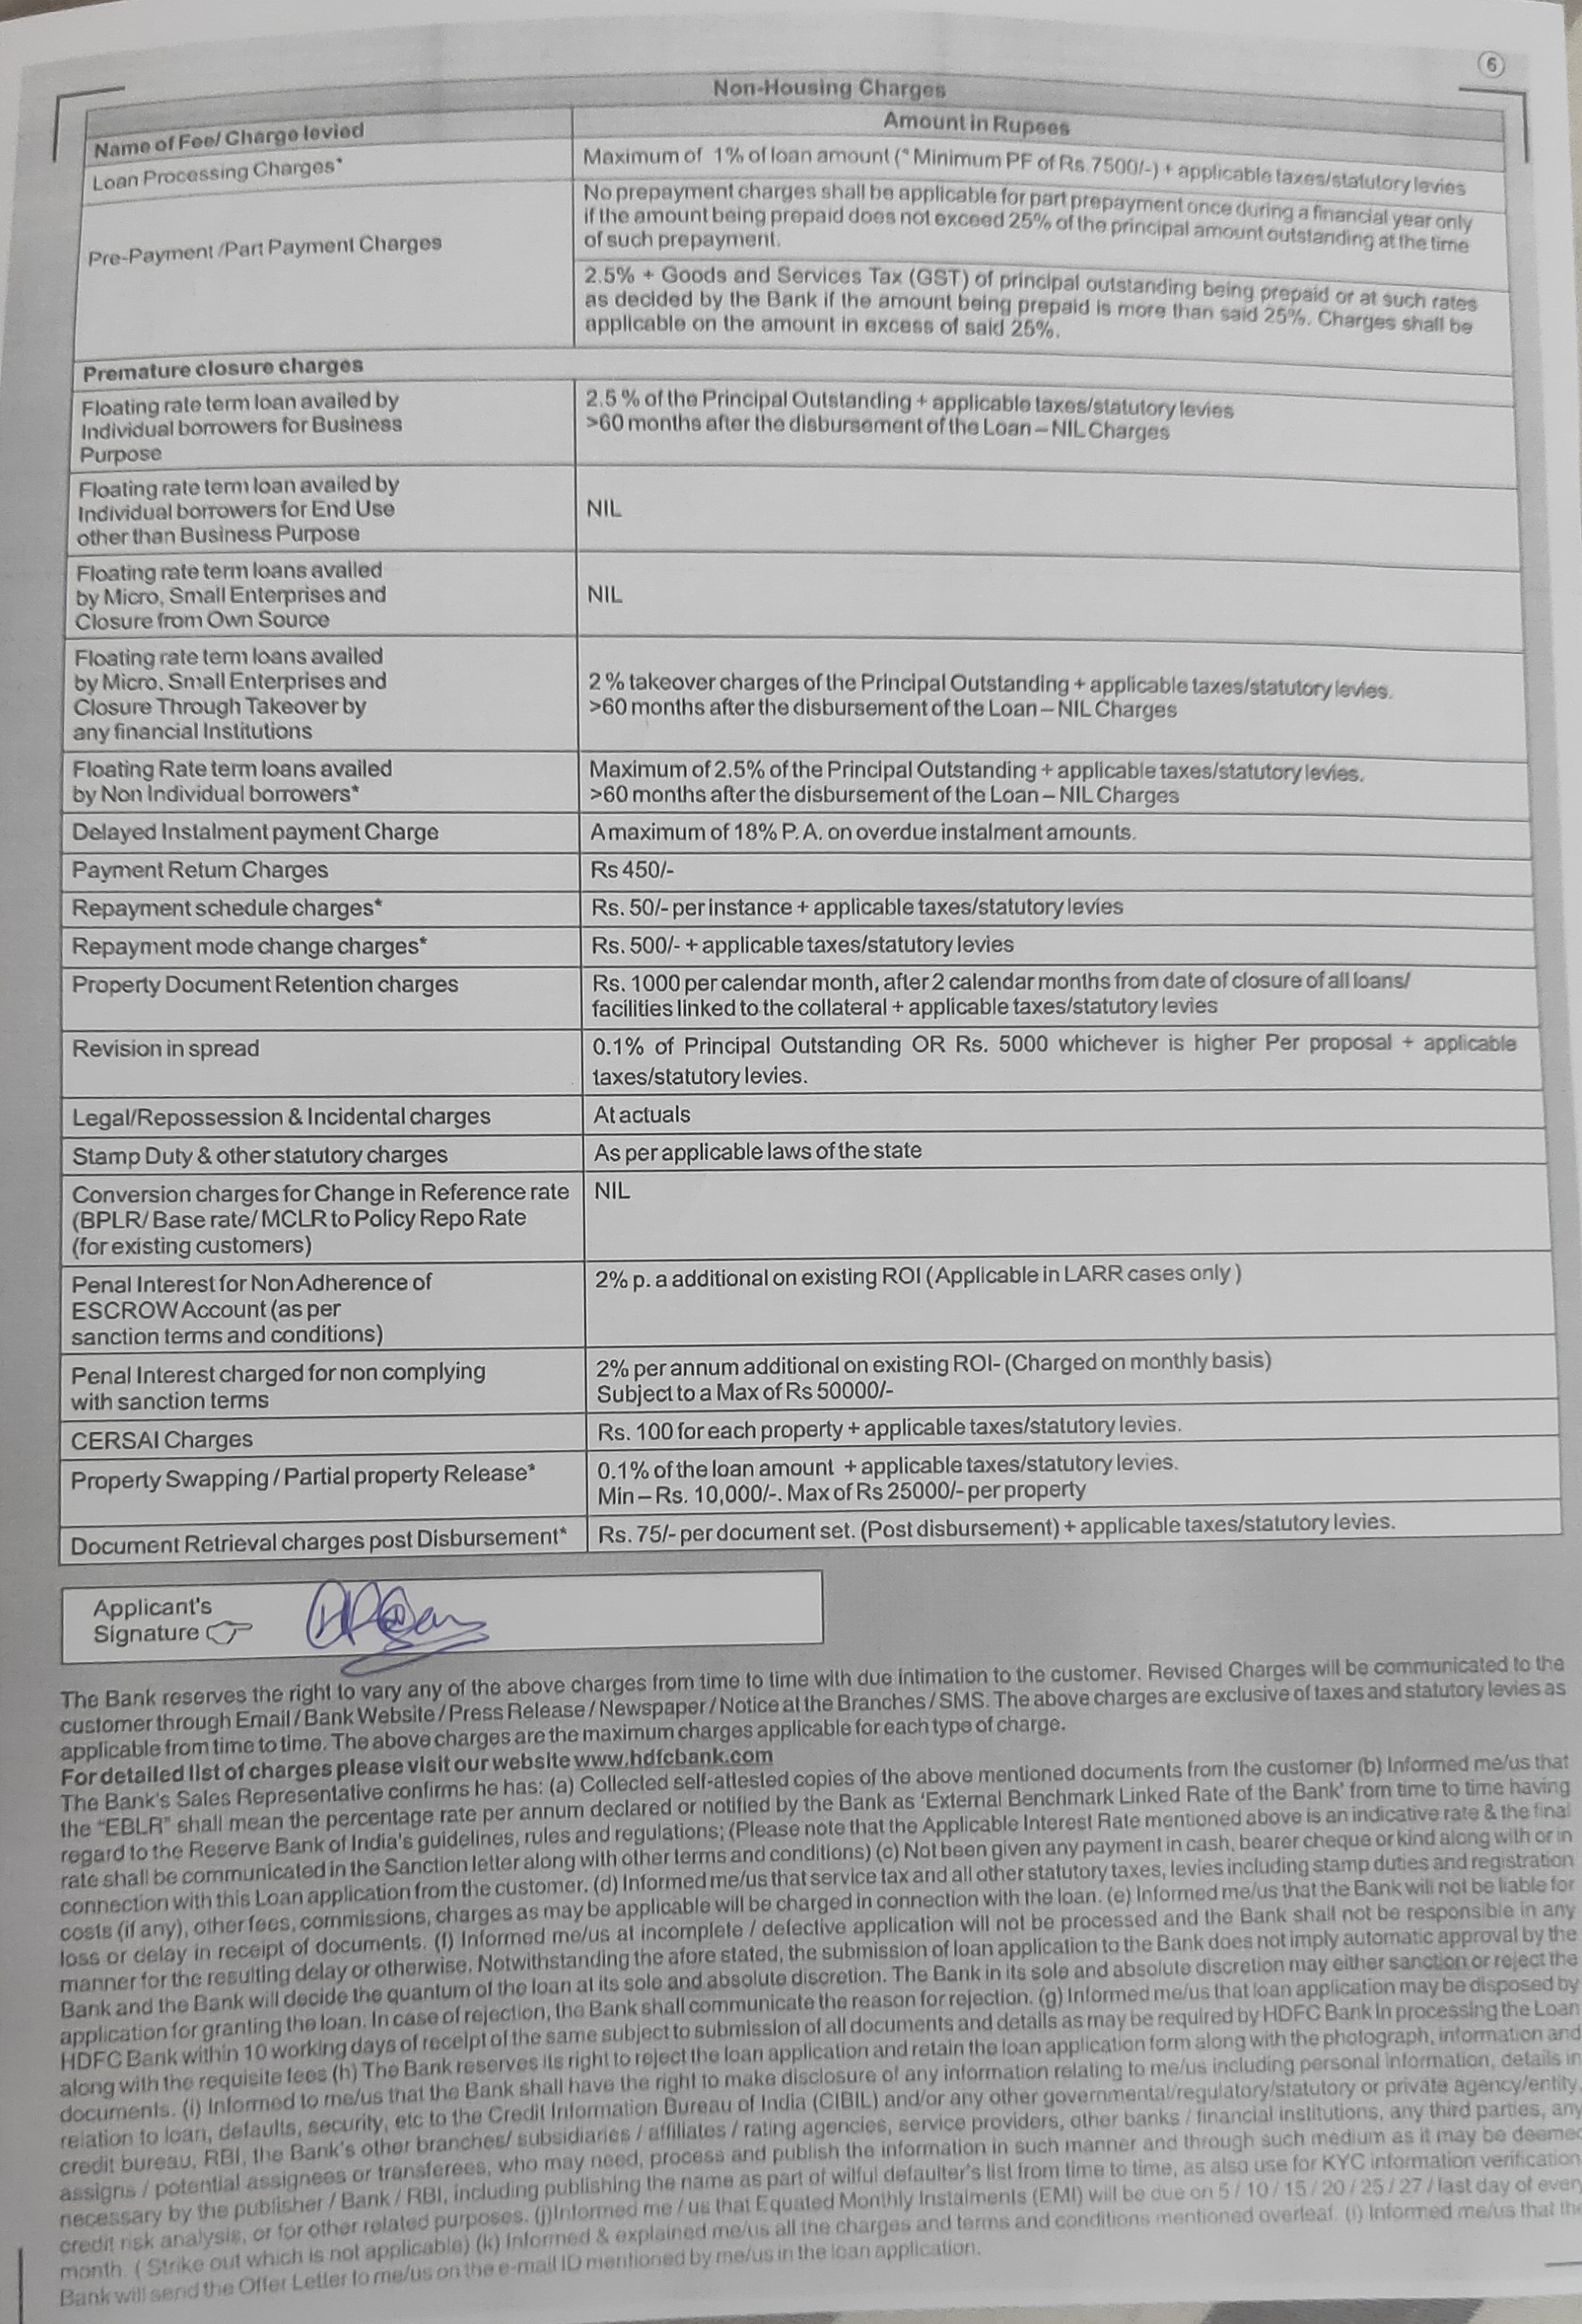 6
Non-Housing Charges
Name of Fee/ Charge levied
Amount in Rupees
Loan Processing Charges*
Maximum of 1% of loan amount (* Minimum PF of Rs.7500/-) + applicable taxes/statutory levies
Pre-Payment /Part Payment Charges
No prepayment charges shall be applicable for part prepayment once during a financial year only
if the amount being prepaid does not exceed 25% of the principal amount outstanding at the time
of such prepayment.
2.5% + Goods and Services Tax (GST) of principal outstanding being prepaid or at such rates
as decided by the Bank if the amount being prepaid is more than said 25%. Charges shall be
applicable on the amount in excess of said 25%.
Premature closure charges
Floating rate term loan availed by
Individual borrowers for Business
Purpose
2.5 % of the Principal Outstanding + applicable taxes/statutory levies
>60 months after the disbursement of the Loan – NIL Charges
Floating rate term loan availed by
Individual borrowers for End Use
other than Business Purpose
NIL
Floating rate term loans availed
by Micro, Small Enterprises and
Closure from Own Source
NIL
Floating rate term loans availed
by Micro, Small Enterprises and
Closure Through Takeover by
any financial Institutions
2 % takeover charges of the Principal Outstanding + applicable taxes/statutory levies.
>60 months after the disbursement of the Loan – NIL Charges
Floating Rate term loans availed
by Non Individual borrowers*
Maximum of 2.5% of the Principal Outstanding + applicable taxes/statutory levies.
>60 months after the disbursement of the Loan – NIL Charges
Delayed Instalment payment Charge
A maximum of 18% P. A. on overdue instalment amounts.
Payment Return Charges
Rs 450/-
Repayment schedule charges*
Rs. 50/- per instance + applicable taxes/statutory levies
Repayment mode change charges*
Rs. 500/- + applicable taxes/statutory levies
Property Document Retention charges
Rs. 1000 per calendar month, after 2 calendar months from date of closure of all loans/
facilities linked to the collateral + applicable taxes/statutory levies
Revision in spread
0.1% of Principal Outstanding OR Rs. 5000 whichever is higher Per proposal + applicable
taxes/statutory levies.
Legal/Repossession & Incidental charges
At actuals
Stamp Duty & other statutory charges
As per applicable laws of the state
Conversion charges for Change in Reference rate
(BPLR/ Base rate/ MCLR to Policy Repo Rate
(for existing customers)
NIL
Penal Interest for Non Adherence of
ESCROW Account (as per
sanction terms and conditions)
2% p. a additional on existing ROI (Applicable in LARR cases only )
Penal Interest charged for non complying
with sanction terms
2% per annum additional on existing ROI- (Charged on monthly basis)
Subject to a Max of Rs 50000/-
CERSAI Charges
Rs. 100 for each property + applicable taxes/statutory levies.
Property Swapping / Partial property Release*
0.1% of the loan amount + applicable taxes/statutory levies.
Min – Rs. 10,000/-. Max of Rs 25000/- per property
Document Retrieval charges post Disbursement*
Rs. 75/- per document set. (Post disbursement) + applicable taxes/statutory levies.
Applicant's
Signature
The Bank reserves the right to vary any of the above charges from time to time with due intimation to the customer. Revised Charges will be communicated to the
customer through Email / Bank Website / Press Release / Newspaper / Notice at the Branches / SMS. The above charges are exclusive of taxes and statutory levies as
applicable from time to time. The above charges are the maximum charges applicable for each type of charge.
For detailed list of charges please visit our website www.hdfcbank.com
The Bank's Sales Representative confirms he has: (a) Collected self-attested copies of the above mentioned documents from the customer (b) Informed me/us that
the "EBLR" shall mean the percentage rate per annum declared or notified by the Bank as 'External Benchmark Linked Rate of the Bank' from time to time having
regard to the Reserve Bank of India's guidelines, rules and regulations; (Please note that the Applicable Interest Rate mentioned above is an indicative rate & the final
rate shall be communicated in the Sanction letter along with other terms and conditions) (c) Not been given any payment in cash, bearer cheque or kind along with or in
connection with this Loan application from the customer. (d) Informed me/us that service tax and all other statutory taxes, levies including stamp duties and registration
costs (if any), other fees, commissions, charges as may be applicable will be charged in connection with the loan. (e) Informed me/us that the Bank will not be liable for
loss or delay in receipt of documents. (f) Informed me/us at incomplete / defective application will not be processed and the Bank shall not be responsible in any
manner for the resulting delay or otherwise. Notwithstanding the afore stated, the submission of loan application to the Bank does not imply automatic approval by the
Bank and the Bank will decide the quantum of the loan at its sole and absolute discretion. The Bank in its sole and absolute discretion may either sanction or reject the
application for granting the loan. In case of rejection, the Bank shall communicate the reason for rejection. (g) Informed me/us that loan application may be disposed by
HDFC Bank within 10 working days of receipt of the same subject to submission of all documents and details as may be required by HDFC Bank in processing the Loan
along with the requisite fees (h) The Bank reserves its right to reject the loan application and retain the loan application form along with the photograph, information and
documents. (i) Informed to me/us that the Bank shall have the right to make disclosure of any information relating to me/us including personal information, details in
relation to loan, defaults, security, etc to the Credit Information Bureau of India (CIBIL) and/or any other governmental/regulatory/statutory or private agency/entity,
credit bureau, RBI, the Bank's other branches/ subsidiaries / affiliates / rating agencies, service providers, other banks / financial institutions, any third parties, any
assigns / potential assignees or transferees, who may need, process and publish the information in such manner and through such medium as it may be deemed
necessary by the publisher / Bank / RBI, including publishing the name as part of wilful defaulter's list from time to time, as also use for KYC information verification
credit risk analysis, or for other related purposes. (j)Informed me / us that Equated Monthly Instalments (EMI) will be due on 5 / 10 / 15 / 20 / 25 / 27 / last day of every
month. ( Strike out which is not applicable) (k) Informed & explained me/us all the charges and terms and conditions mentioned overleaf. (l) Informed me/us that the
Bank will send the Offer Letter to me/us on the e-mail ID mentioned by me/us in the loan application.